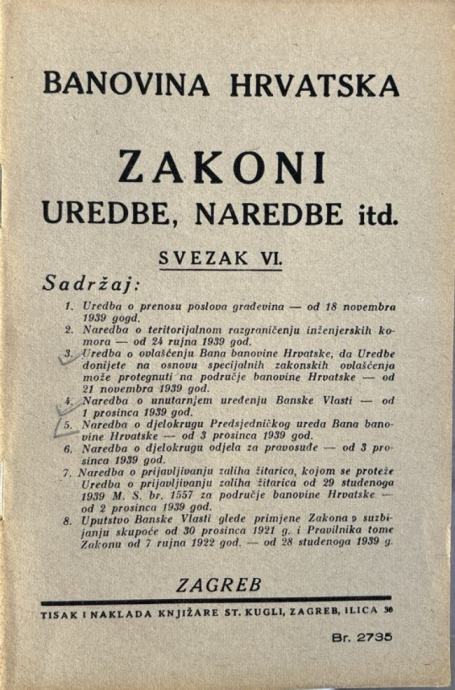 BANOVINA HRVATSKA
ZAKONI
UREDBE, NAREDBE itd.
SVEZAK VI.
Sadržaj:
1. Uredba o prenosu poslova građevina — od 18 novembra
1939 gogd.
2. Naredba o teritorijalnom razgraničenju inženjerskih ko-
mora — od 24 rujna 1939 god.
3. Uredba o ovlašćenju Bana banovine Hrvatske, da Uredbe
donijete na osnovu specijalnih zakonskih ovlašćenja
može protegnuti na područje banovine Hrvatske — od
21 novembra 1939 god.
4. Naredba o unutarnjem uređenju Banske Vlasti — od
1 prosinca 1939 god.
5. Naredba o djelokrugu Predsjedničkog ureda Bana bano-
vine Hrvatske — od 3 prosinca 1939 god.
6. Naredba o djelokrugu odjela za pravosuđe — od 3 pro-
sinca 1939 god.
7. Naredba o prijavljivanju zaliha žitarica, kojom se proteže
Uredba o prijavljivanju zaliha žitarica od 29 studenoga
1939 M. S. br. 1557 za područje banovine Hrvatske —
od 2 prosinca 1939 god.
8. Uputstvo Banske Vlasti glede primjene Zakona o suzbi-
janju skupoće od 30 prosinca 1921 g. i Pravilnika tome
Zakonu od 7 rujna 1922 god. — od 28 studenoga 1939 g.
ZAGREB
TISAK I NAKLADA KNJIŽARE ST. KUGLI, ZAGREB, ILICA 30
Br. 2735